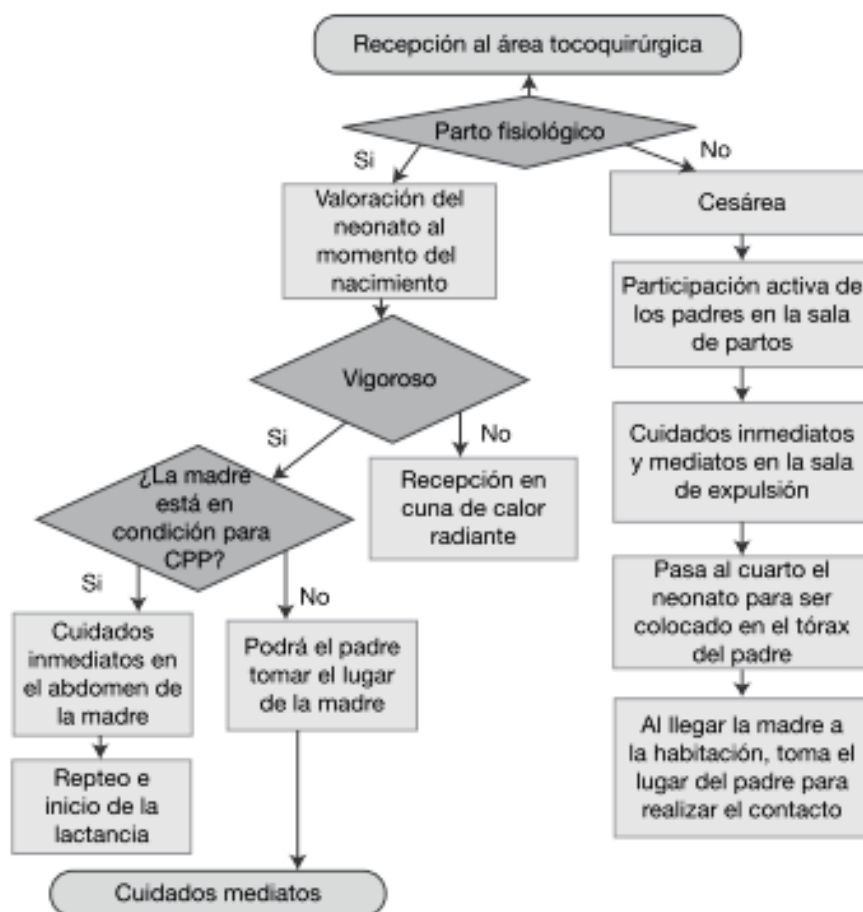 Recepción al área tocoquirúrgica
Parto fisiológico
Si
No
Valoración del
neonato al
momento del
nacimiento
Cesárea
Participación activa de
los padres en la sala
de partos
Vigoroso
Si
No
Cuidados inmediatos
y mediatos en la sala
de expulsión
¿La madre
está en
condición para
CPP?
Recepción en
cuna de calor
radiante
Si
No
Pasa al cuarto el
neonato para ser
colocado en el tórax
del padre
Cuidados
inmediatos en
el abdomen de
la madre
Podrá el padre
tomar el lugar
de la madre
Al llegar la madre a
la habitación, toma el
lugar del padre para
realizar el contacto
Repteo e
inicio de la
lactancia
Cuidados mediatos